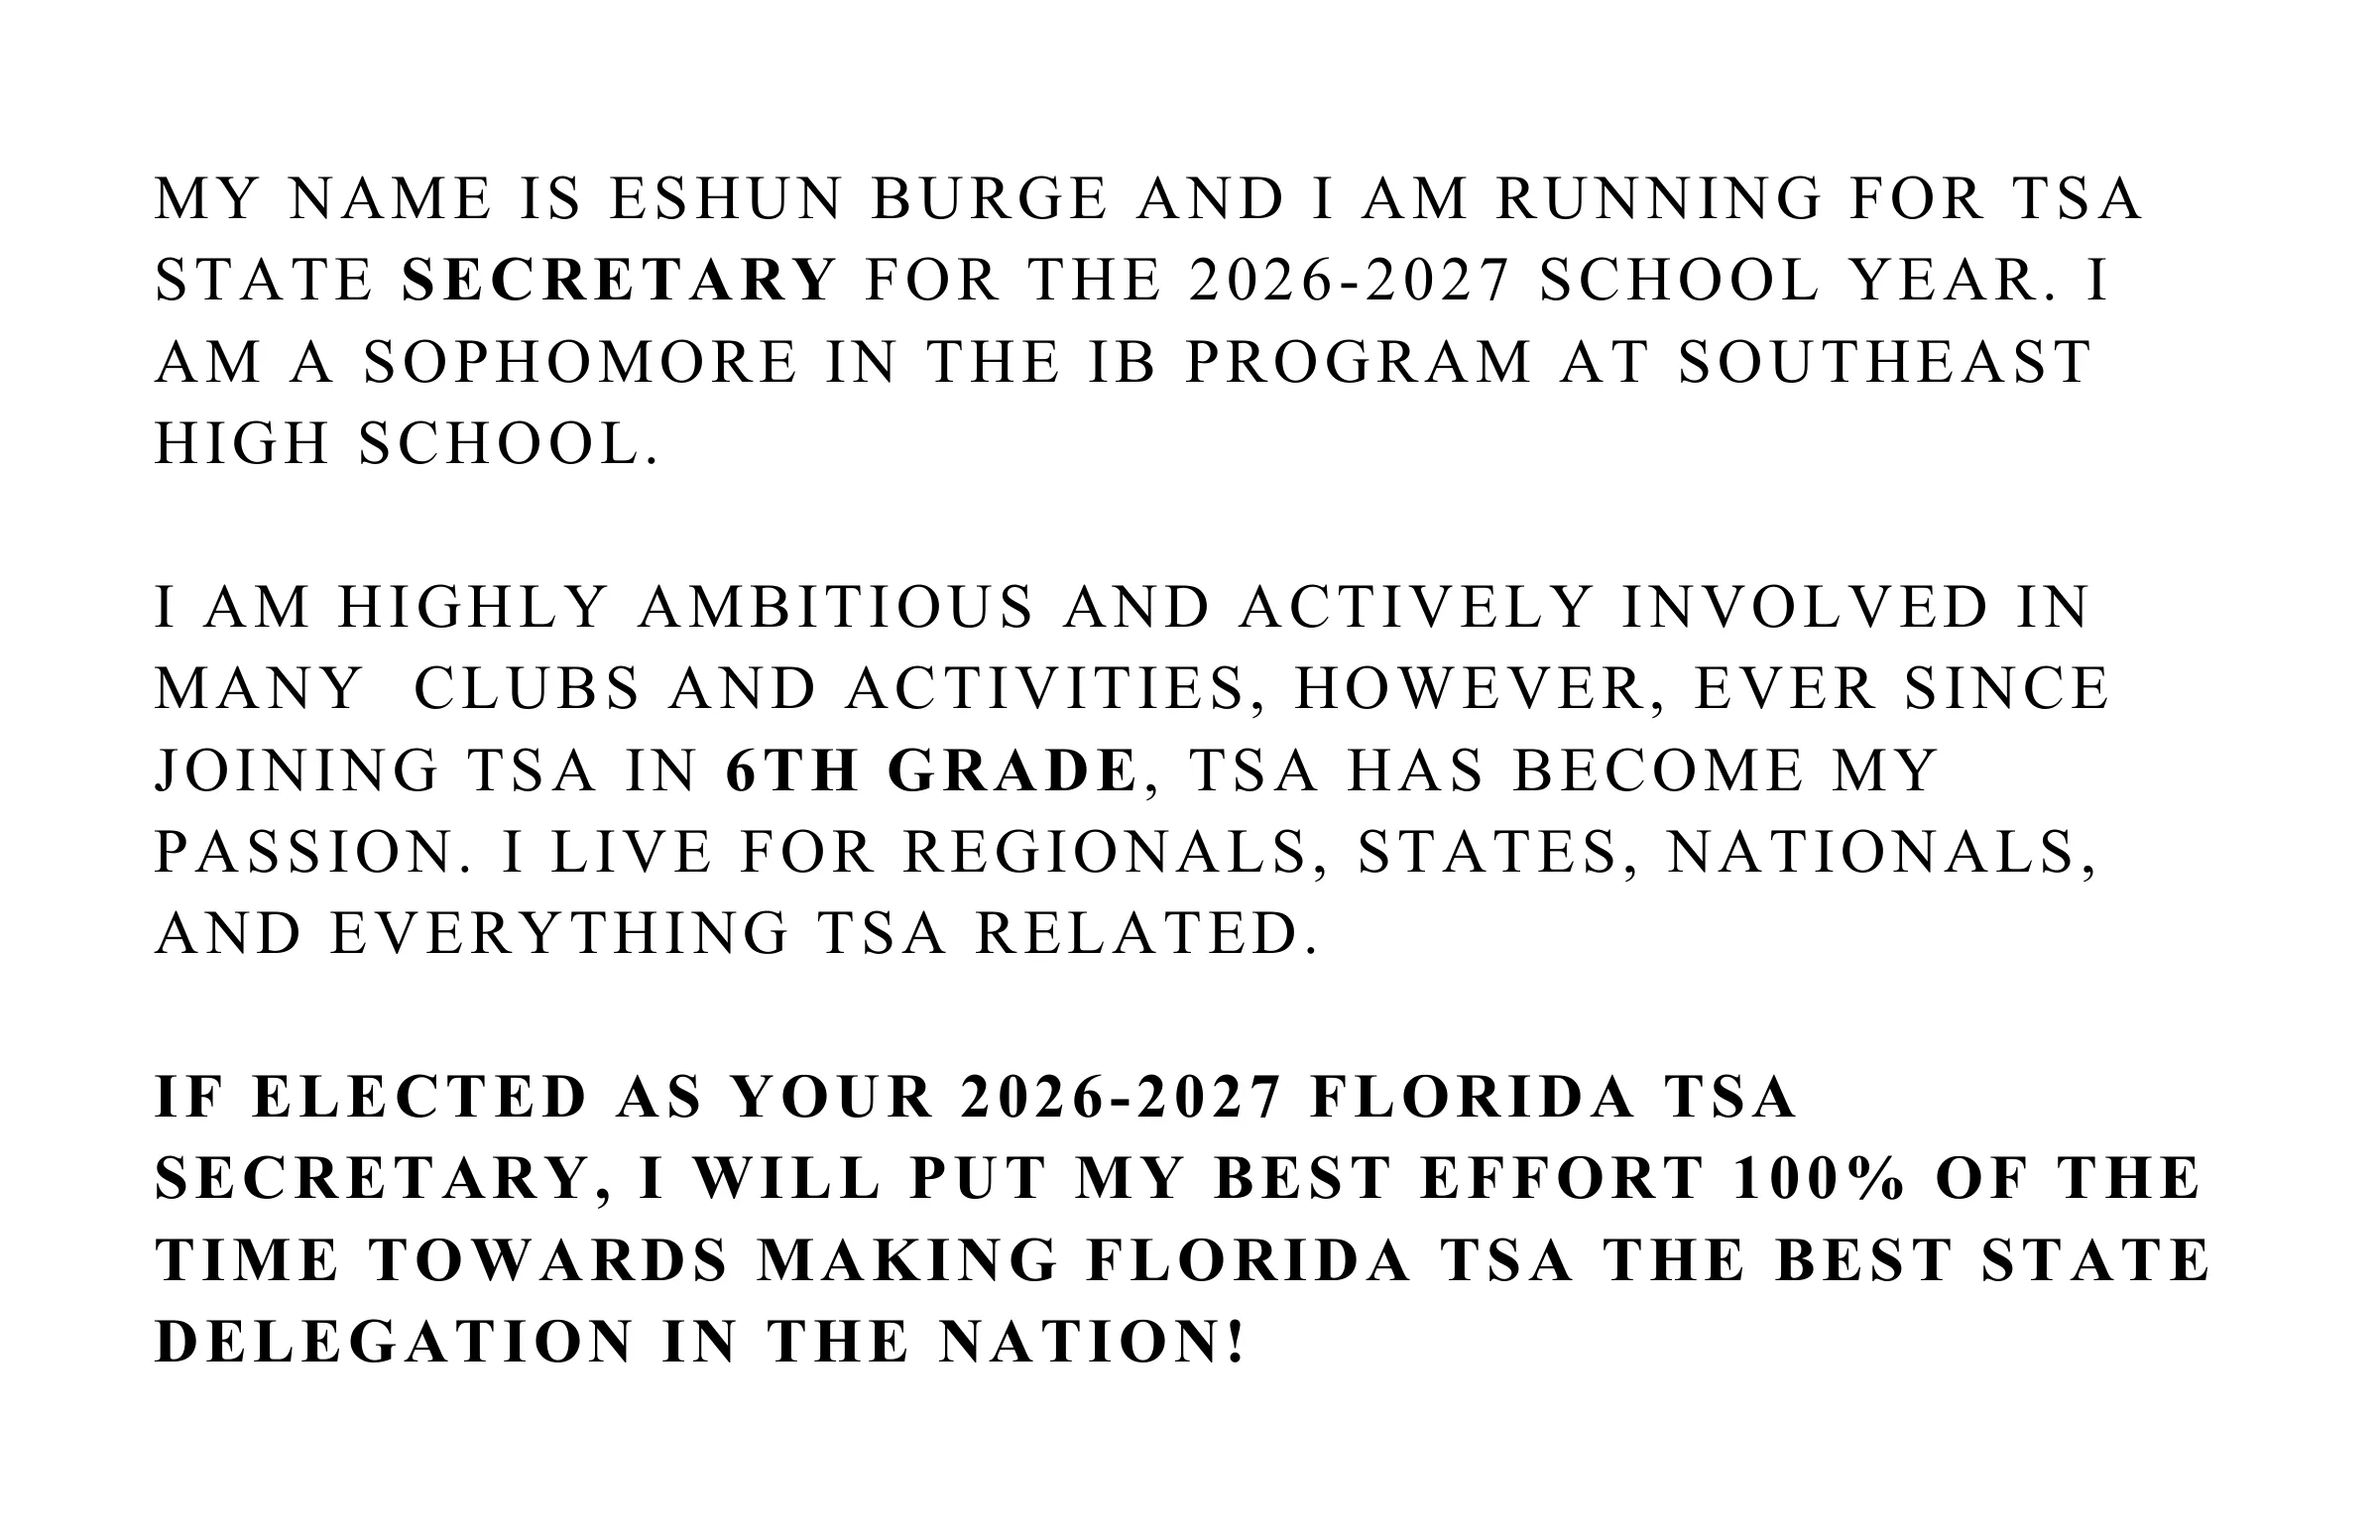 MY NAME IS ESHUN BURGE AND I AM RUNNING FOR TSA
STATE SECRETARY FOR THE 2026-2027 SCHOOL YEAR. I
AM A SOPHOMORE IN THE IB PROGRAM AT SOUTHEAST
HIGH SCHOOL.
I AM HIGHLY AMBITIOUS AND ACTIVELY INVOLVED IN
MANY  CLUBS AND ACTIVITIES, HOWEVER, EVER SINCE
JOINING TSA IN 6TH GRADE, TSA HAS BECOME MY
PASSION. I LIVE FOR REGIONALS, STATES, NATIONALS,
AND EVERYTHING TSA RELATED.
IF ELECTED AS YOUR 2026-2027 FLORIDA TSA
SECRETARY, I WILL PUT MY BEST EFFORT 100% OF THE
TIME TOWARDS MAKING FLORIDA TSA THE BEST STATE
DELEGATION IN THE NATION!